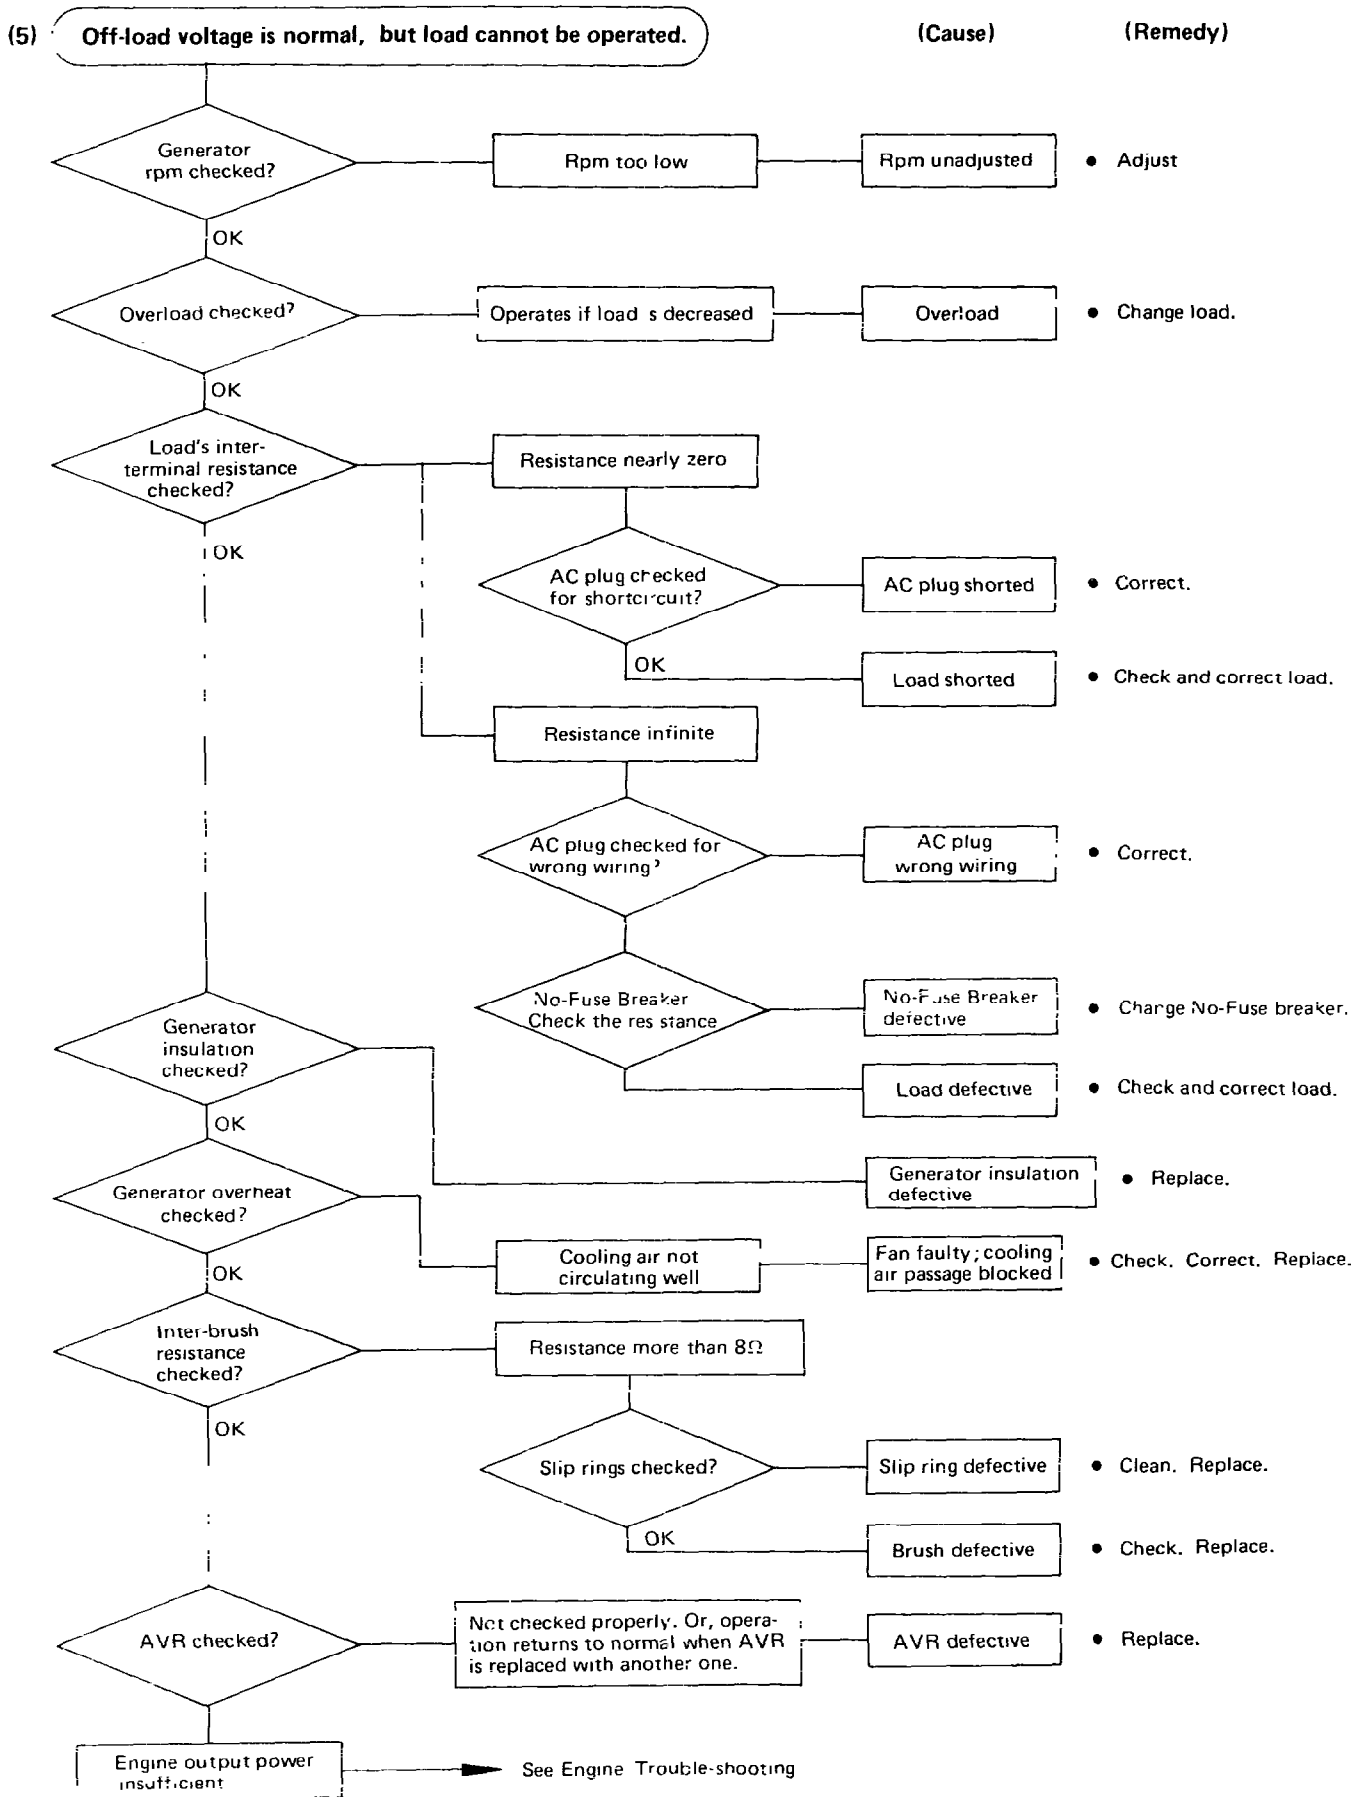 (5) Off-load voltage is normal, but load cannot be operated.
(Cause)
(Remedy)
Generator
rpm checked?
Rpm too low
Rpm unadjusted
● Adjust
OK
Overload checked?
Operates if load s decreased
Overload
● Change load.
OK
Load's inter-
terminal resistance
checked?
Resistance nearly zero
OK
AC plug checked
for shortcircuit?
AC plug shorted
● Correct.
OK
Load shorted
● Check and correct load.
Resistance infinite
AC plug checked for
wrong wiring?
AC plug
wrong wiring
● Correct.
No-Fuse Breaker
Check the res stance
No-Fuse Breaker
defective
● Charge No-Fuse breaker.
Generator
insulation
checked?
Load defective
● Check and correct load.
OK
Generator insulation
defective
● Replace.
Generator overheat
checked?
Cooling air not
circulating well
Fan faulty; cooling
air passage blocked
● Check. Correct. Replace.
OK
Inter-brush
resistance
checked?
Resistance more than 8Ω
OK
Slip rings checked?
Slip ring defective
● Clean. Replace.
OK
Brush defective
● Check. Replace.
AVR checked?
Not checked properly. Or, opera-
tion returns to normal when AVR
is replaced with another one.
AVR defective
● Replace.
Engine output power
insufficient
See Engine Trouble-shooting